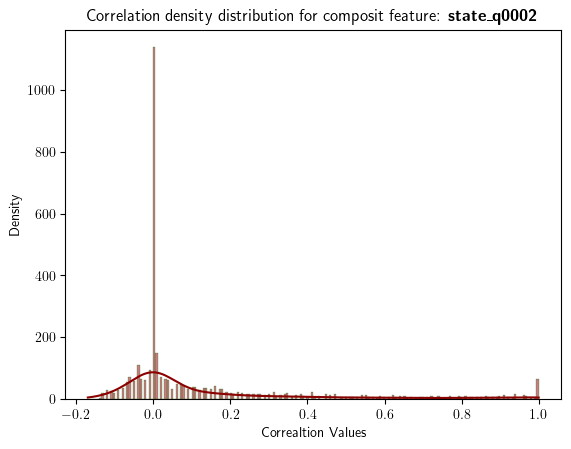 Correlation density distribution for composit feature: state_q0002
Density
1000
800
600
400
200
0
−0.2 0.0 0.2 0.4 0.6 0.8 1.0
Correaltion Values